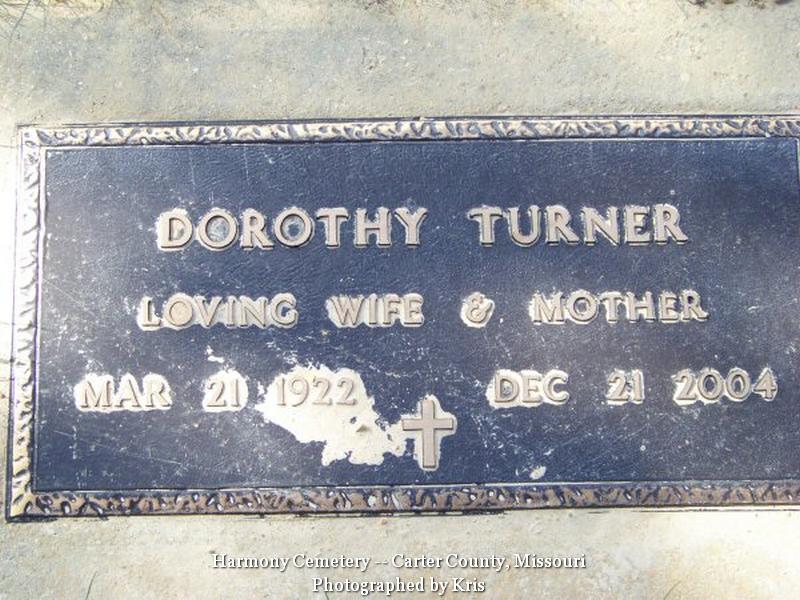 DOROTHY TURNER
LOVING WIFE & MOTHER
MAR 21 1922 DEC 21 2004
Harmony Cemetery -- Carter County, Missouri
Photographed by Kris